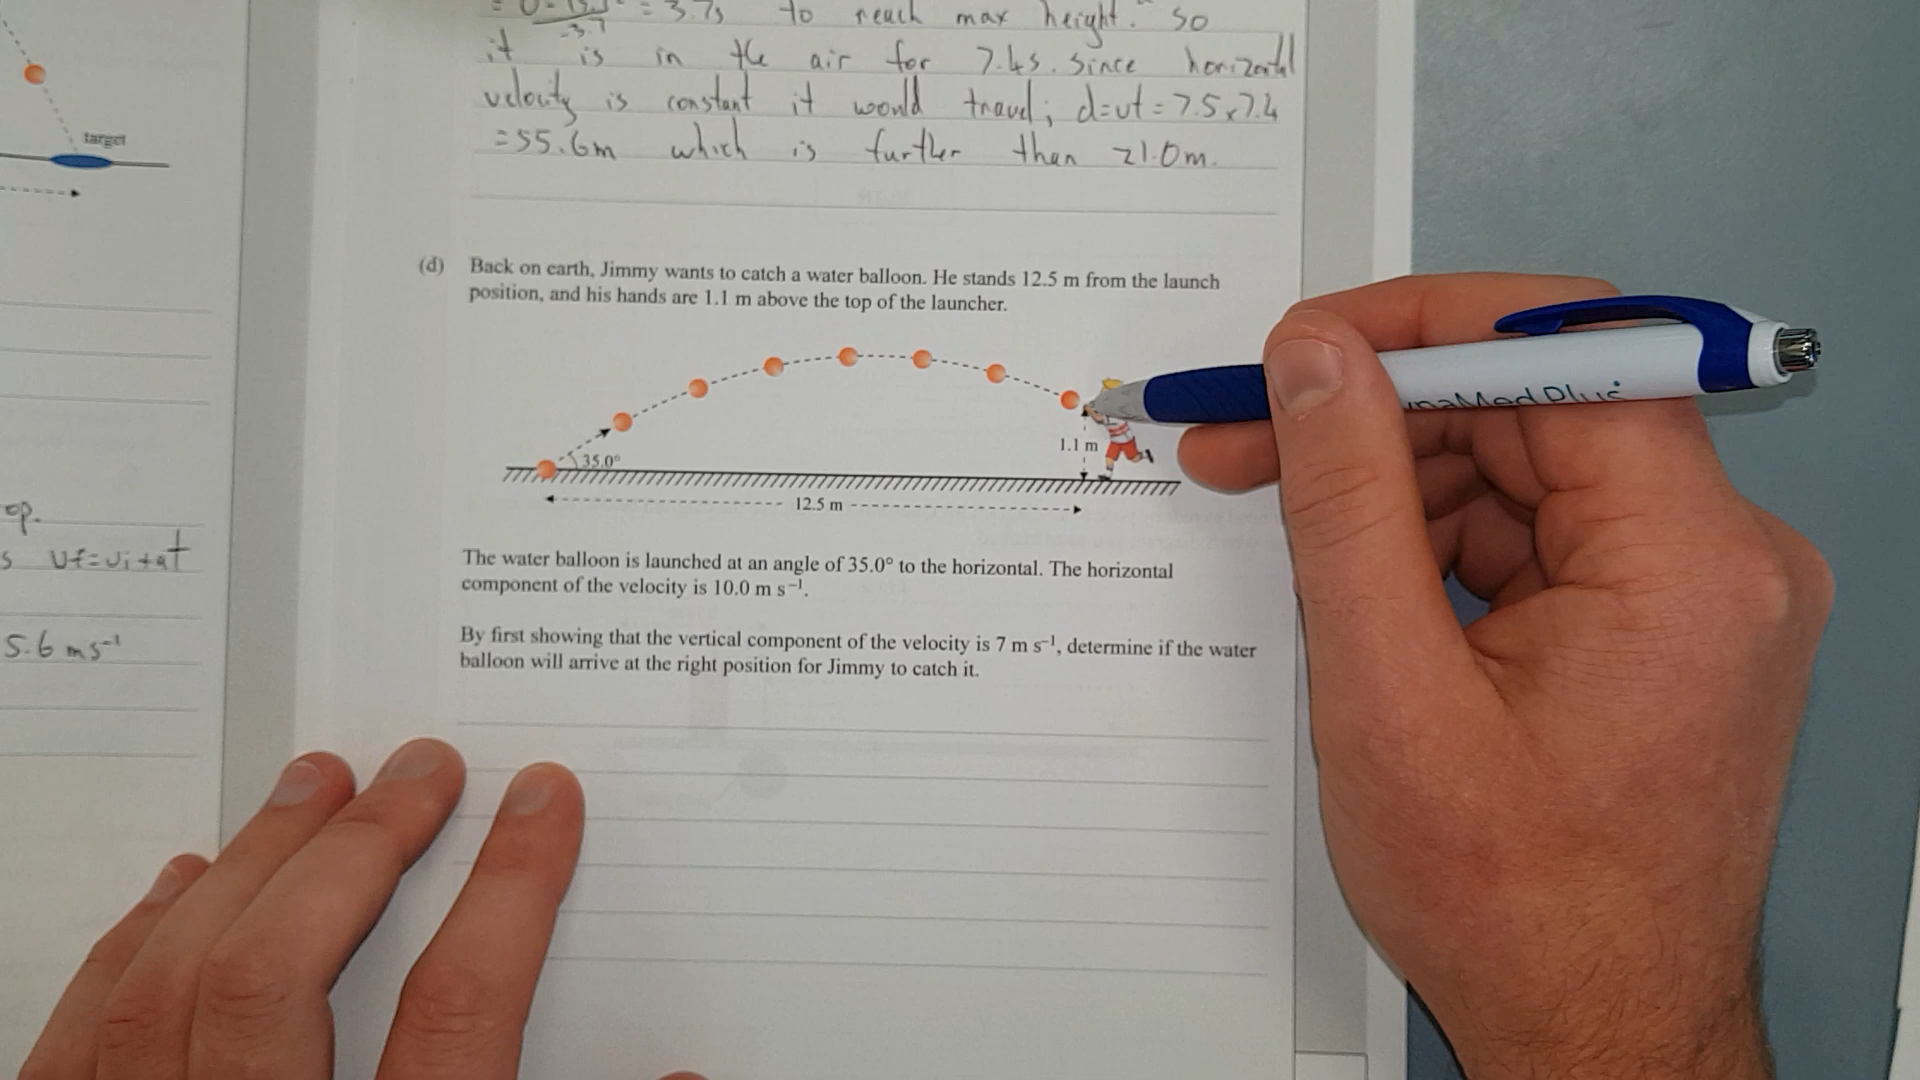 = 3.7s to reach max height. so
-3.7
it is in the air for 7.4s. Since horizontal
velocity is constant it would travel; d=vt = 7.5 x 7.4
= 55.6m which is further than 21.0m.
target
(d) Back on earth, Jimmy wants to catch a water balloon. He stands 12.5 m from the launch
position, and his hands are 1.1 m above the top of the launcher.
35.0°
1.1 m
12.5 m
op.
s Vf=Vi+at
5.6 ms⁻¹
The water balloon is launched at an angle of 35.0° to the horizontal. The horizontal
component of the velocity is 10.0 m s⁻¹.
By first showing that the vertical component of the velocity is 7 m s⁻¹, determine if the water
balloon will arrive at the right position for Jimmy to catch it.